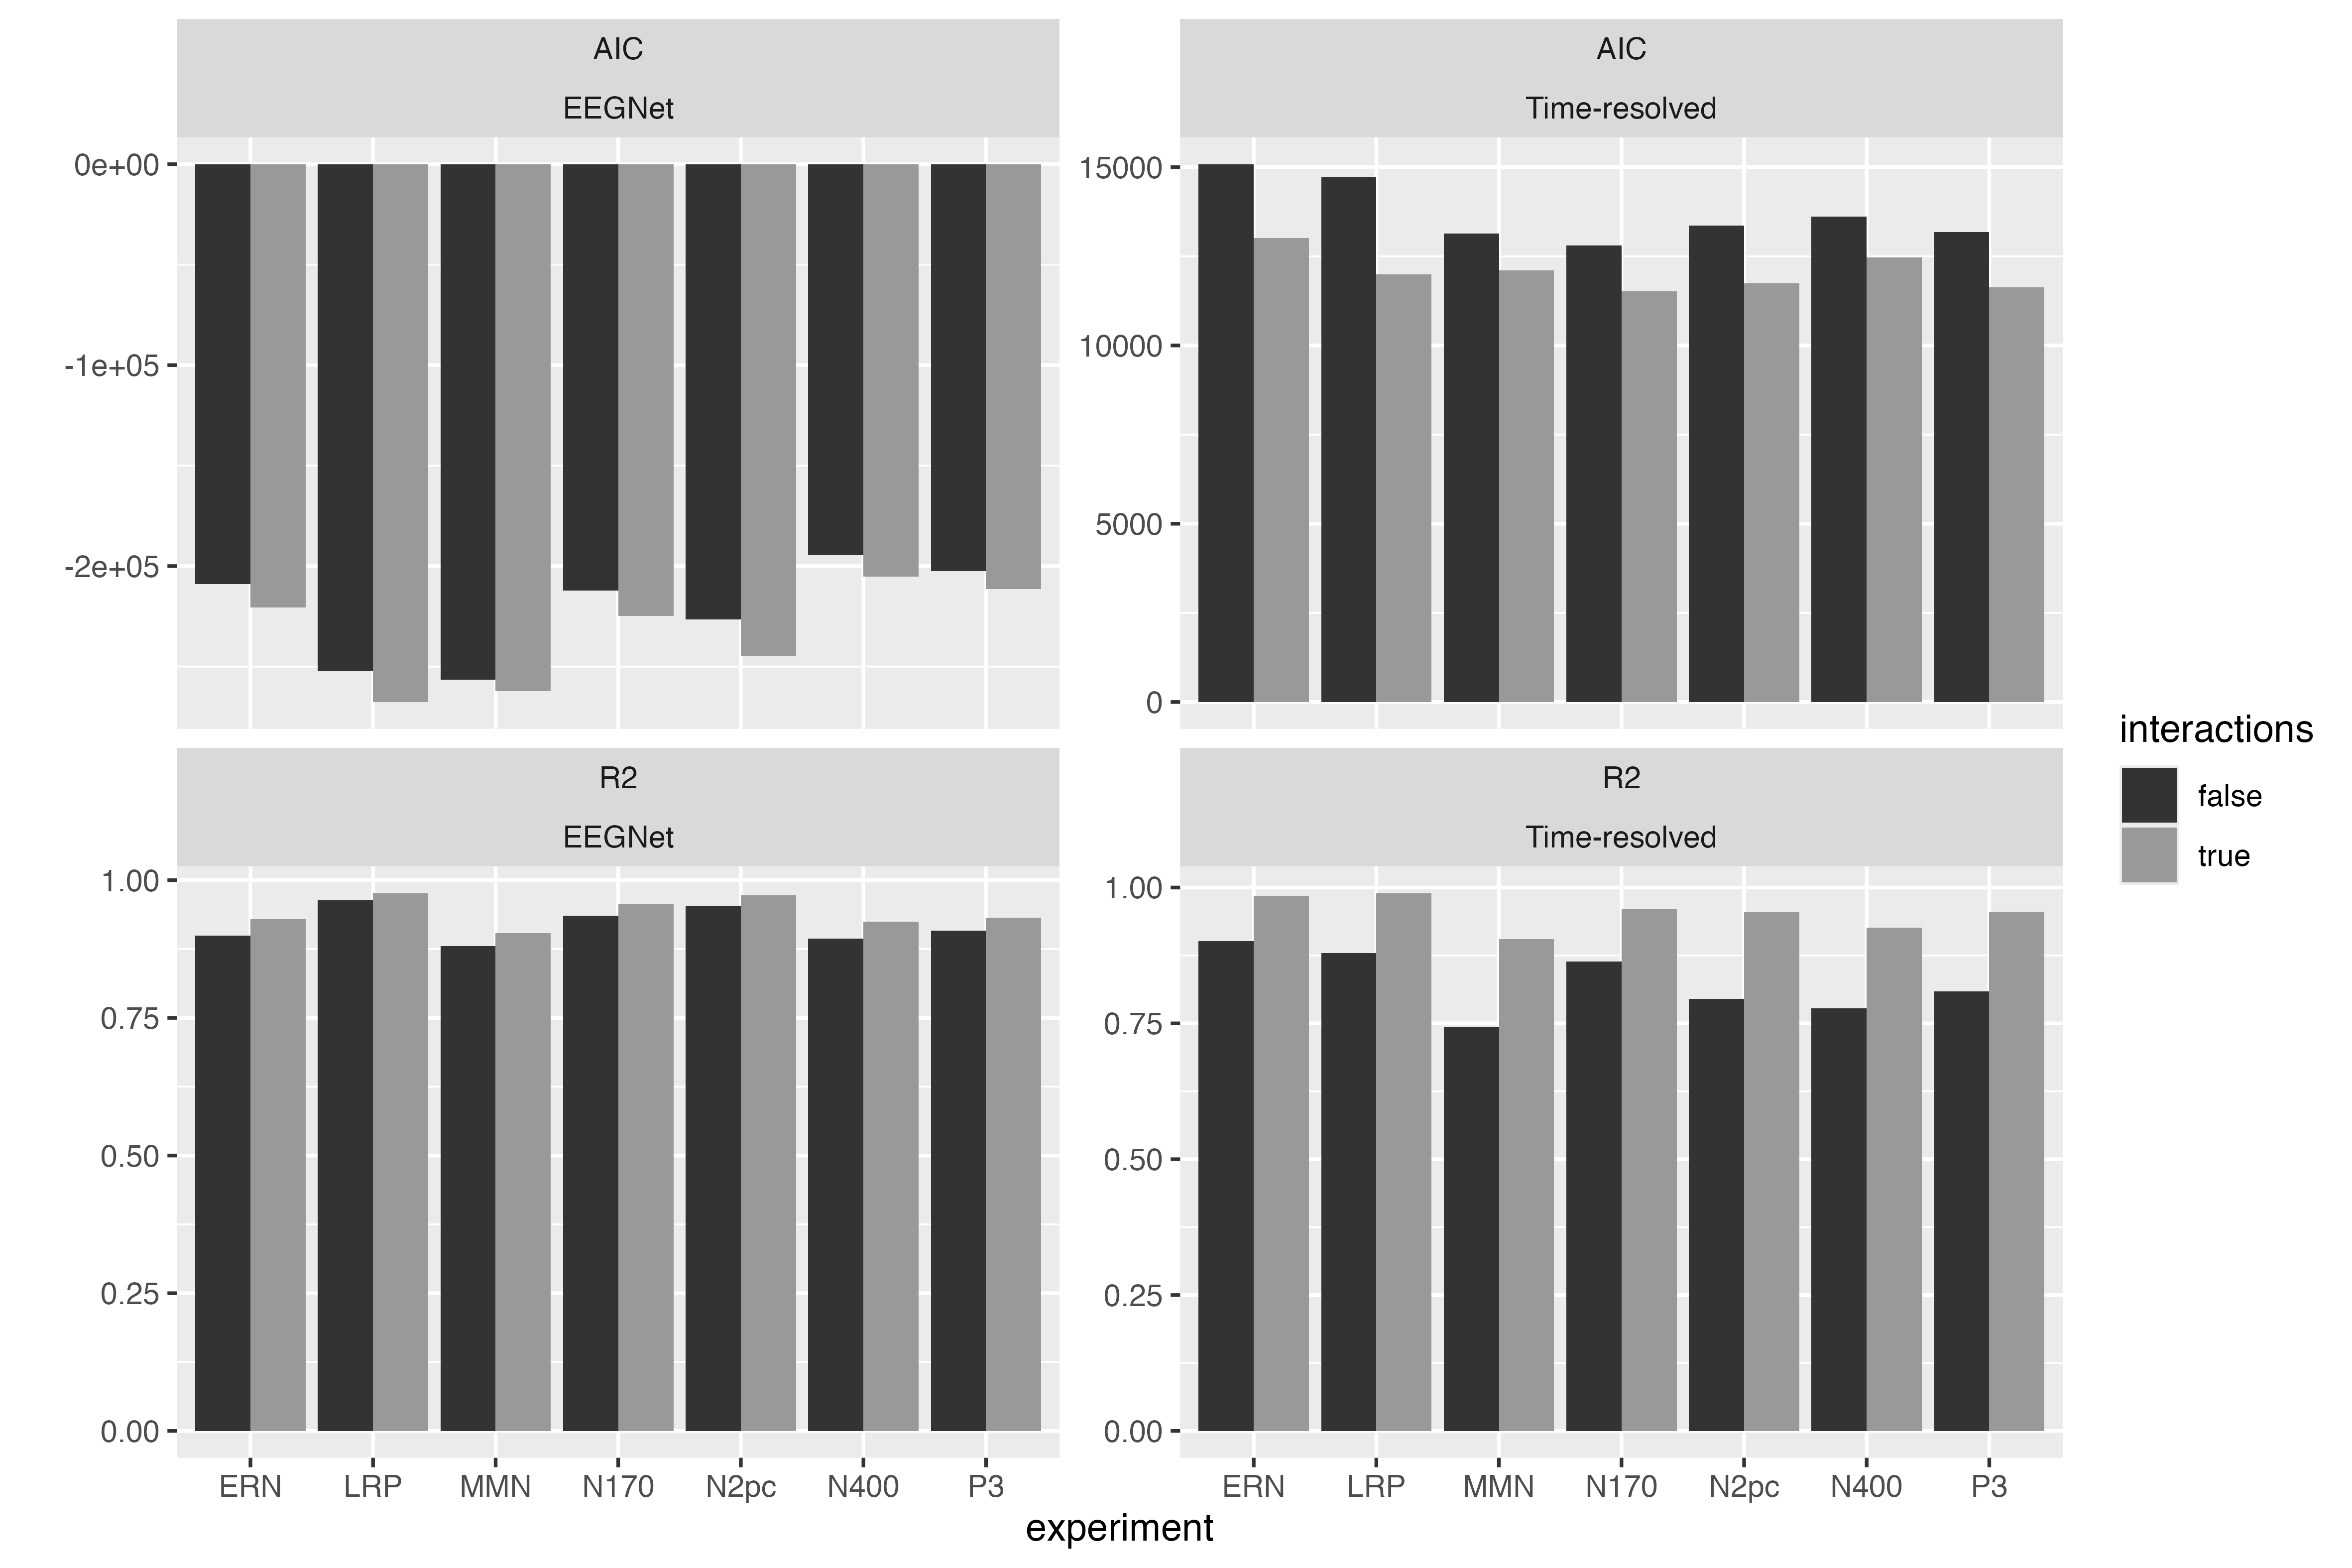 AIC
EEGNet
0e+00
-1e+05
-2e+05
AIC
Time-resolved
15000
10000
5000
0
R2
EEGNet
1.00
0.75
0.50
0.25
0.00
ERN LRP MMN N170 N2pc N400 P3
R2
Time-resolved
1.00
0.75
0.50
0.25
0.00
ERN LRP MMN N170 N2pc N400 P3
experiment
interactions
false
true